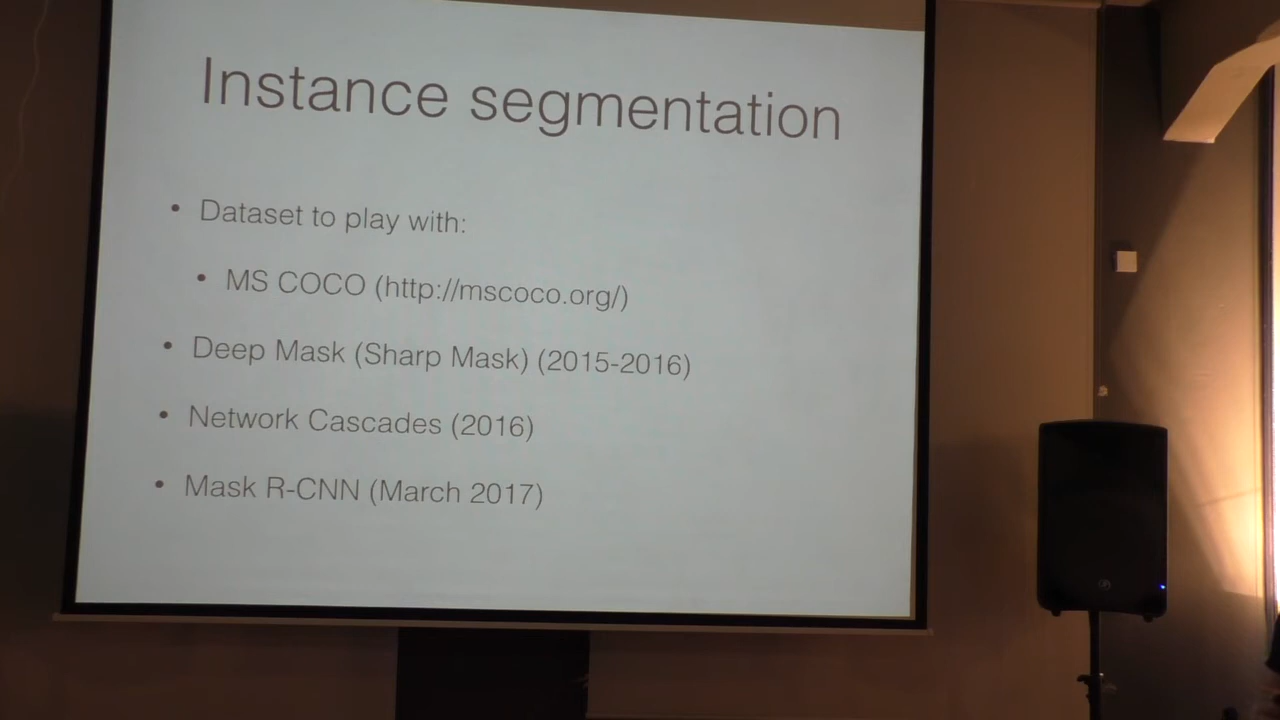 Instance segmentation
• Dataset to play with:
• MS COCO (http://mscoco.org/)
• Deep Mask (Sharp Mask) (2015-2016)
• Network Cascades (2016)
• Mask R-CNN (March 2017)